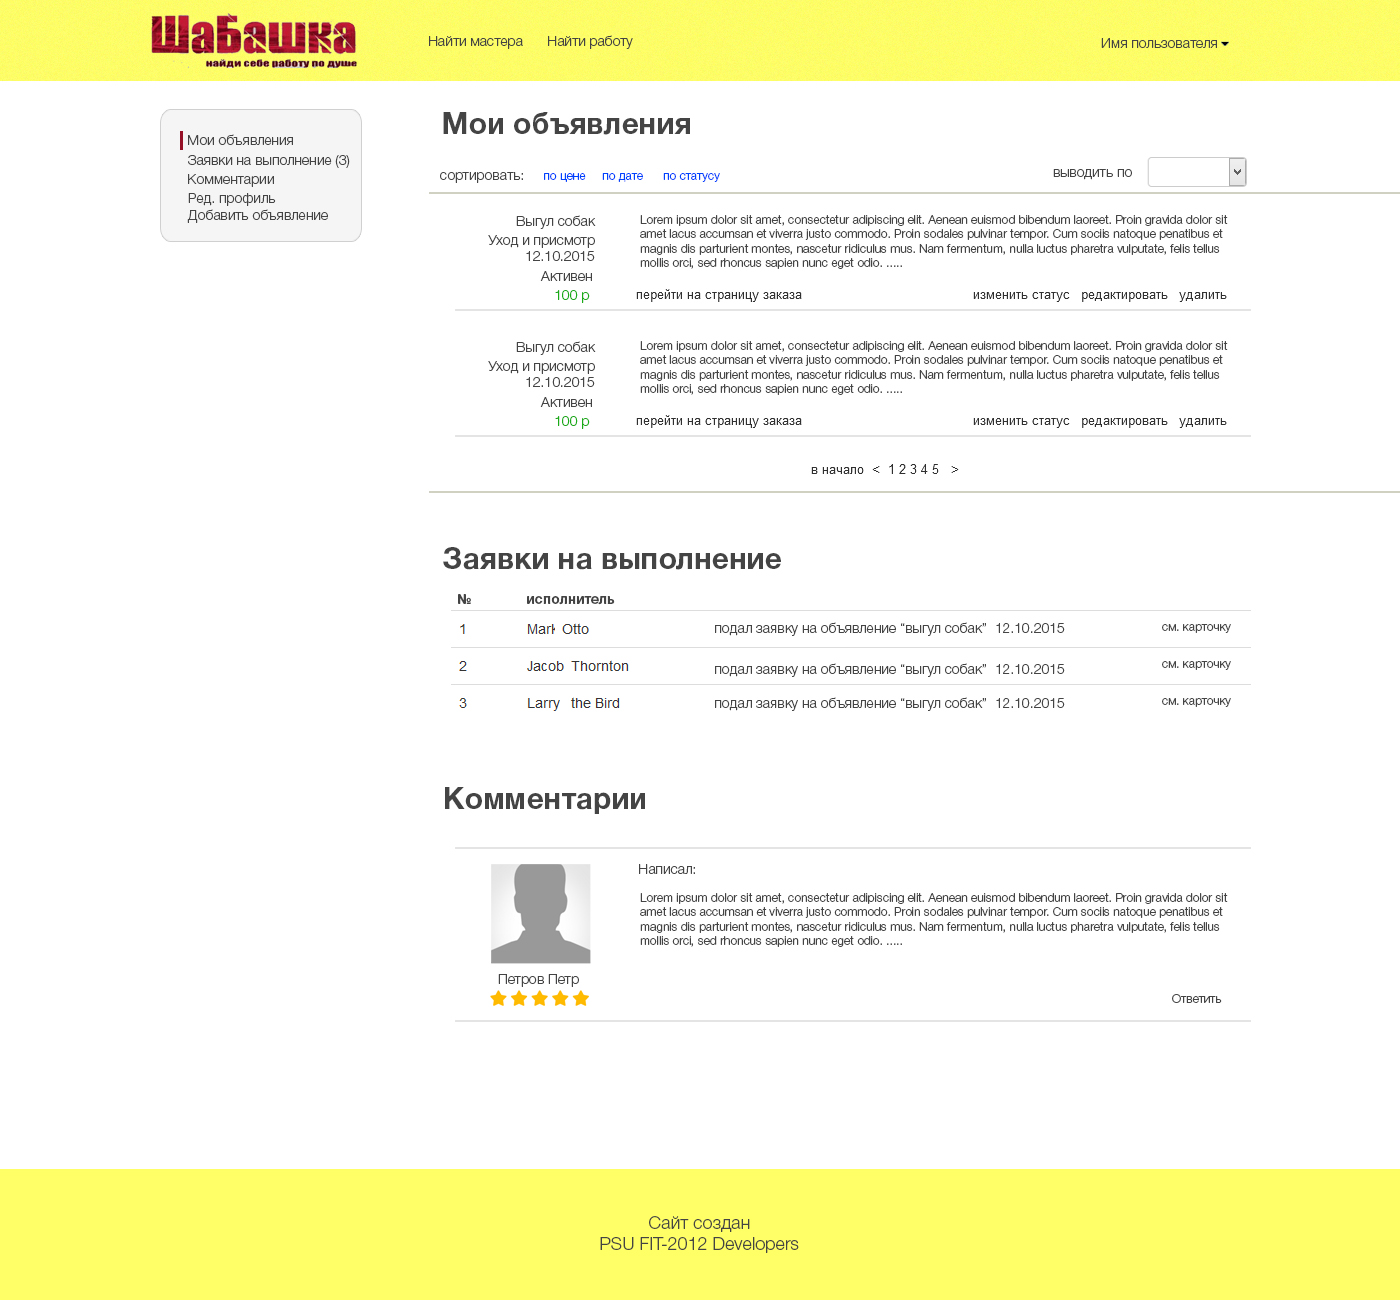 ШаБашка
найди себе работу по душе
Найти мастера Найти работу
Имя пользователя
Мои объявления
Заявки на выполнение (3)
Комментарии
Ред. профиль
Добавить объявление
Мои объявления
сортировать: по цене по дате по статусу
выводить по
Выгул собак
Уход и присмотр
12.10.2015
Активен
100 р
Lorem ipsum dolor sit amet, consectetur adipiscing elit. Aenean euismod bibendum laoreet. Proin gravida dolor sit
amet lacus accumsan et viverra justo commodo. Proin sodales pulvinar tempor. Cum sociis natoque penatibus et
magnis dis parturient montes, nascetur ridiculus mus. Nam fermentum, nulla luctus pharetra vulputate, felis tellus
mollis orci, sed rhoncus sapien nunc eget odio. .....
перейти на страницу заказа изменить статус редактировать удалить
Выгул собак
Уход и присмотр
12.10.2015
Активен
100 р
Lorem ipsum dolor sit amet, consectetur adipiscing elit. Aenean euismod bibendum laoreet. Proin gravida dolor sit
amet lacus accumsan et viverra justo commodo. Proin sodales pulvinar tempor. Cum sociis natoque penatibus et
magnis dis parturient montes, nascetur ridiculus mus. Nam fermentum, nulla luctus pharetra vulputate, felis tellus
mollis orci, sed rhoncus sapien nunc eget odio. .....
перейти на страницу заказа изменить статус редактировать удалить
в начало < 1 2 3 4 5 >
Заявки на выполнение
№ исполнитель
1 Mark Otto подал заявку на объявление “выгул собак” 12.10.2015 см. карточку
2 Jacob Thornton подал заявку на объявление “выгул собак” 12.10.2015 см. карточку
3 Larry the Bird подал заявку на объявление “выгул собак” 12.10.2015 см. карточку
Комментарии
Написал:
Lorem ipsum dolor sit amet, consectetur adipiscing elit. Aenean euismod bibendum laoreet. Proin gravida dolor sit
amet lacus accumsan et viverra justo commodo. Proin sodales pulvinar tempor. Cum sociis natoque penatibus et
magnis dis parturient montes, nascetur ridiculus mus. Nam fermentum, nulla luctus pharetra vulputate, felis tellus
mollis orci, sed rhoncus sapien nunc eget odio. .....
Петров Петр
Ответить
Сайт создан
PSU FIT-2012 Developers